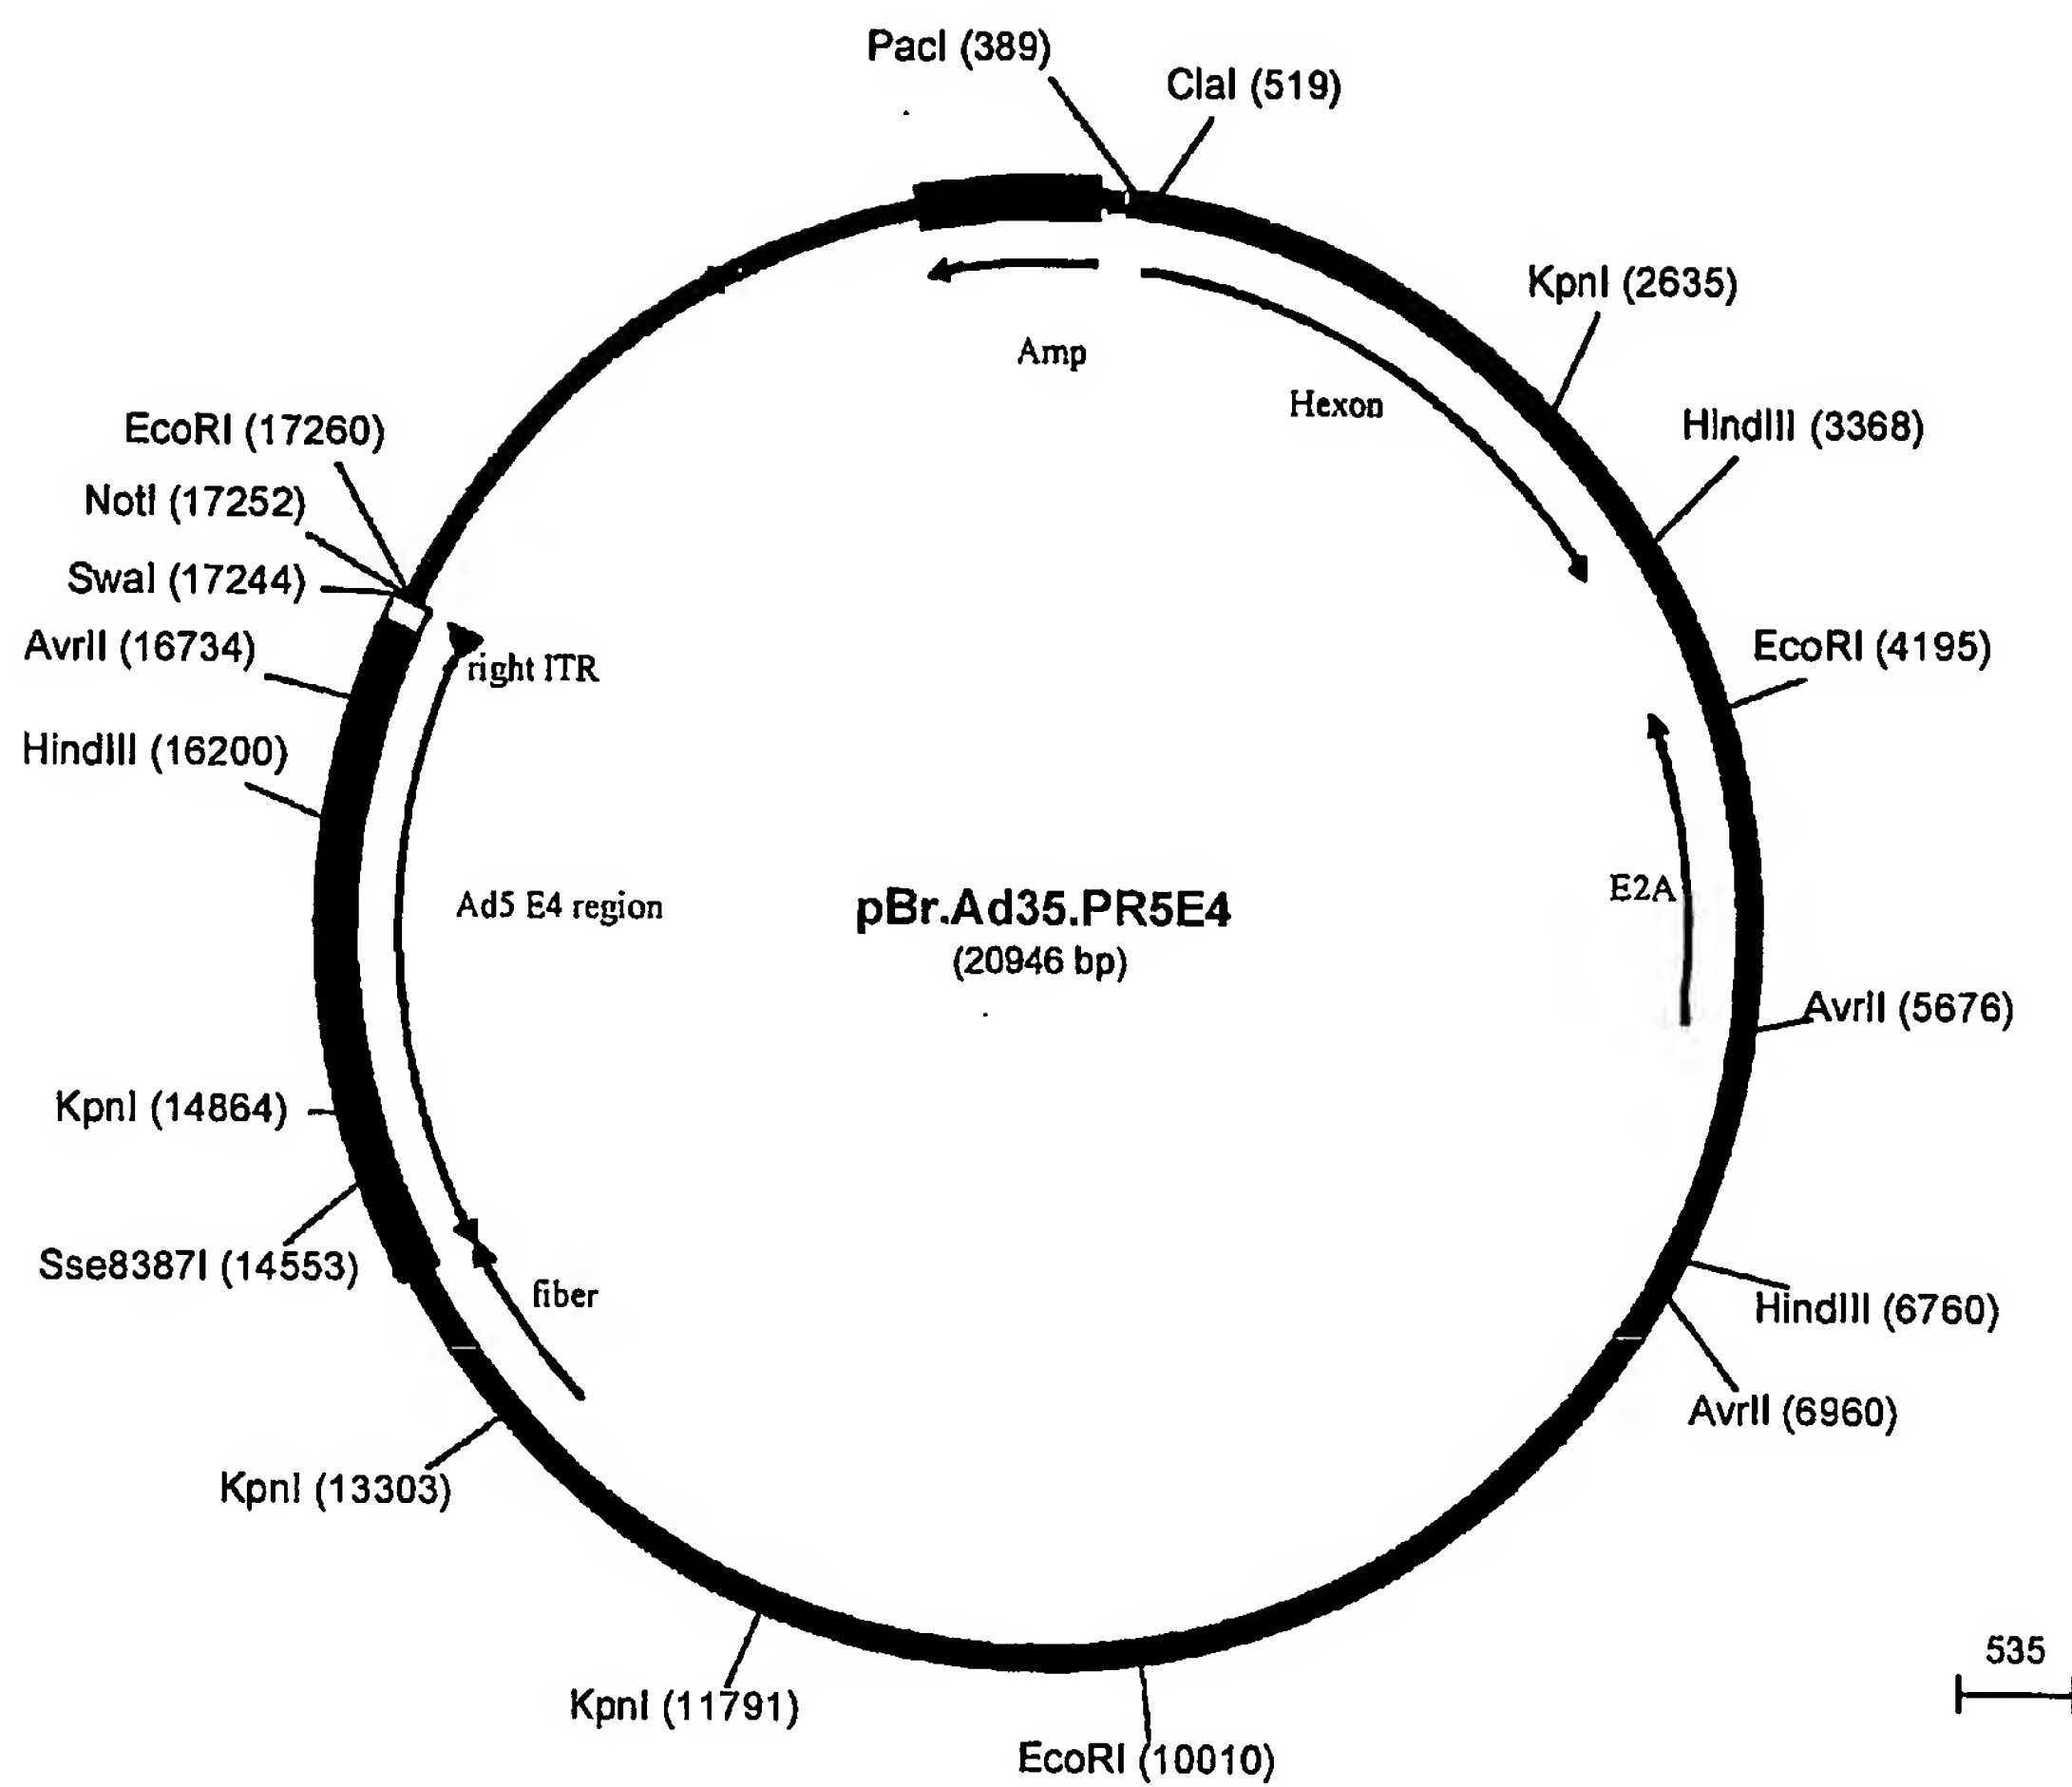 PacI (389)
ClaI (519)
KpnI (2635)
HindIII (3368)
EcoRI (4195)
AvrII (5676)
HindIII (6760)
AvrII (6960)
EcoRI (10010)
KpnI (11791)
KpnI (13303)
Sse8387I (14553)
KpnI (14864)
HindIII (16200)
AvrII (16734)
SwaI (17244)
NotI (17252)
EcoRI (17260)
Amp
Hexon
E2A
fiber
Ad5 E4 region
right ITR
pBr.Ad35.PR5E4
(20946 bp)
535